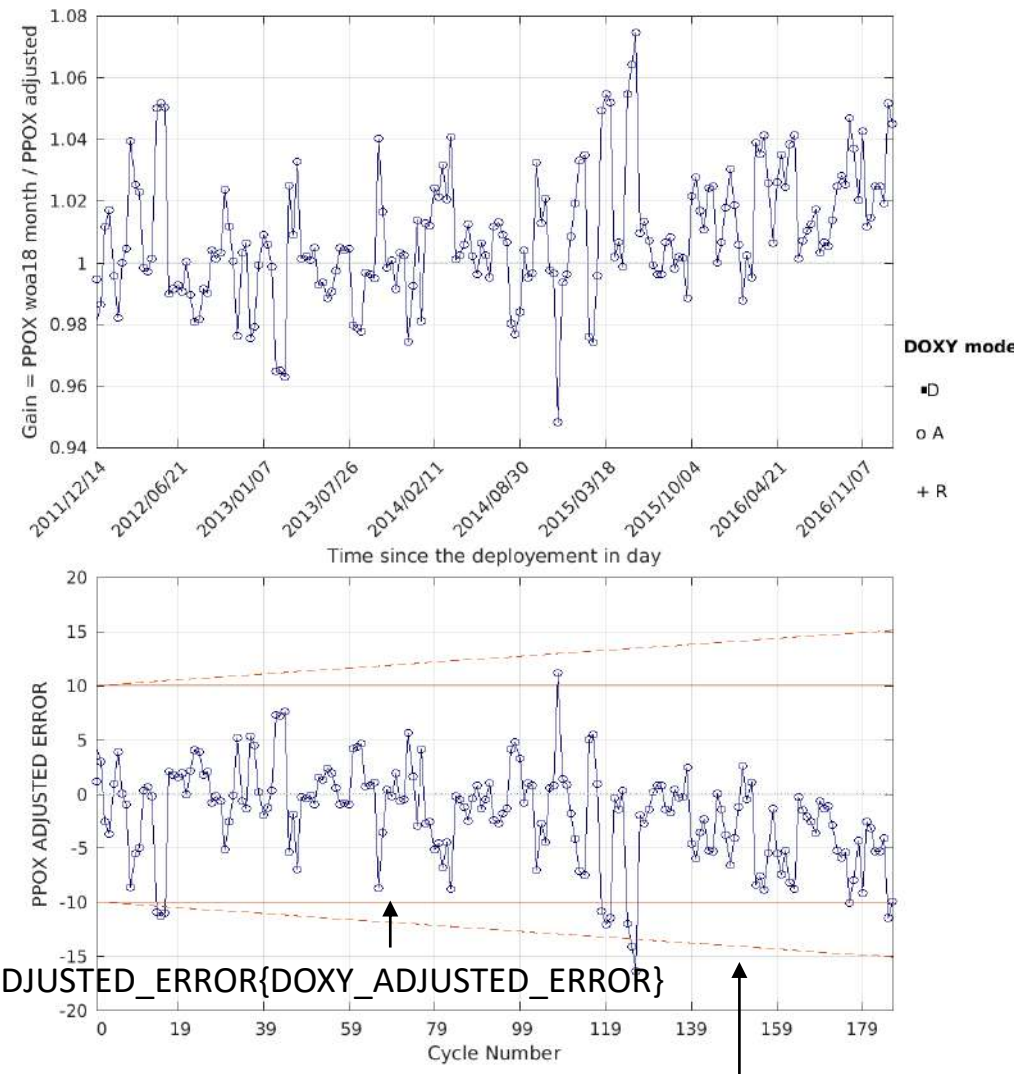 1.08
1.06
1.04
1.02
1
0.98
0.96
0.94
Gain = PPOX woa18 month / PPOX adjusted
2011/12/14
2012/06/21
2013/01/07
2013/07/26
2014/02/11
2014/08/30
2015/03/18
2015/10/04
2016/04/21
2016/11/07
Time since the deployement in day
DOXY mode
D
o A
+ R
20
15
10
5
0
-5
-10
-15
-20
PPOX ADJUSTED ERROR
DJUSTED_ERROR{DOXY_ADJUSTED_ERROR}
0 19 39 59 79 99 119 139 159 179
Cycle Number